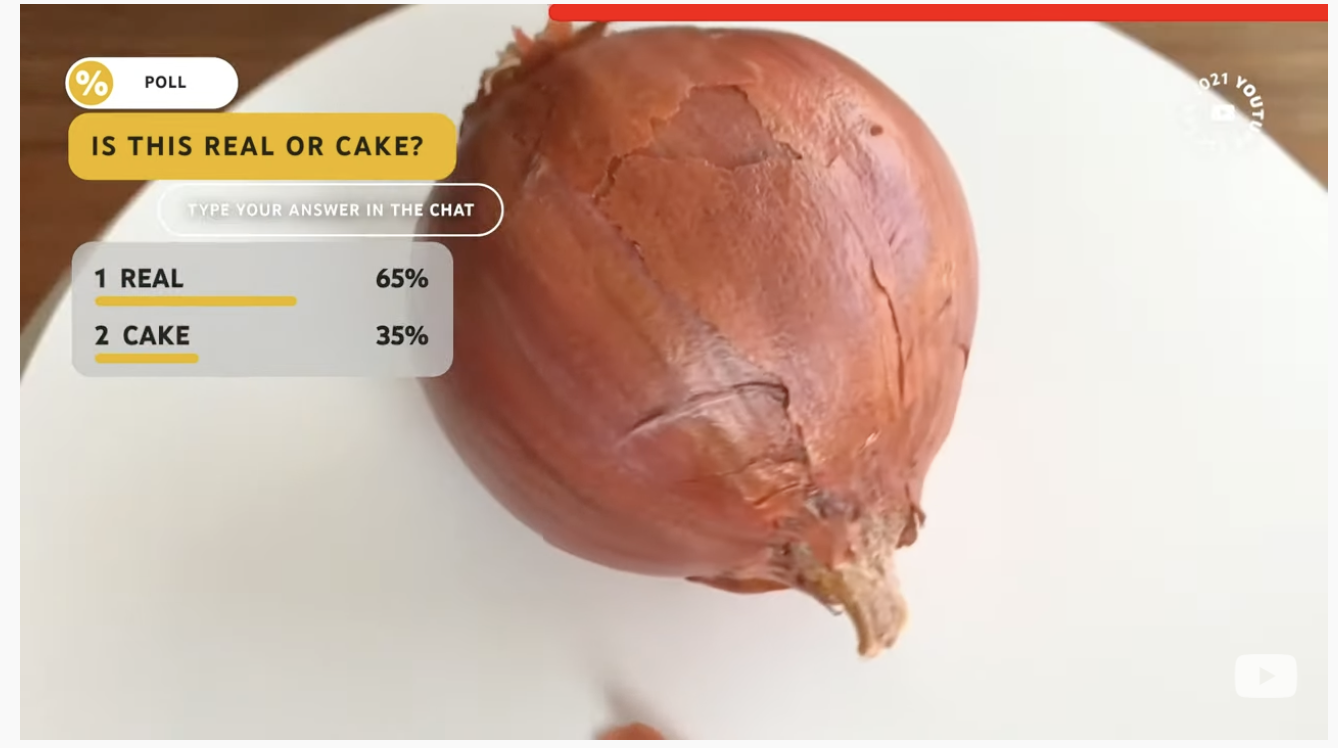 %
POLL
IS THIS REAL OR CAKE?
TYPE YOUR ANSWER IN THE CHAT
1 REAL 65%
2 CAKE 35%